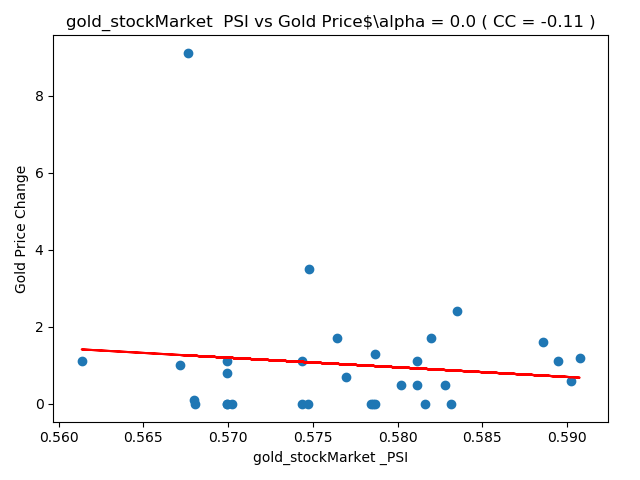 gold_stockMarket  PSI vs Gold Price$\alpha = 0.0 ( CC = -0.11 )
Gold Price Change
8
6
4
2
0
0.560 0.565 0.570 0.575 0.580 0.585 0.590
gold_stockMarket _PSI